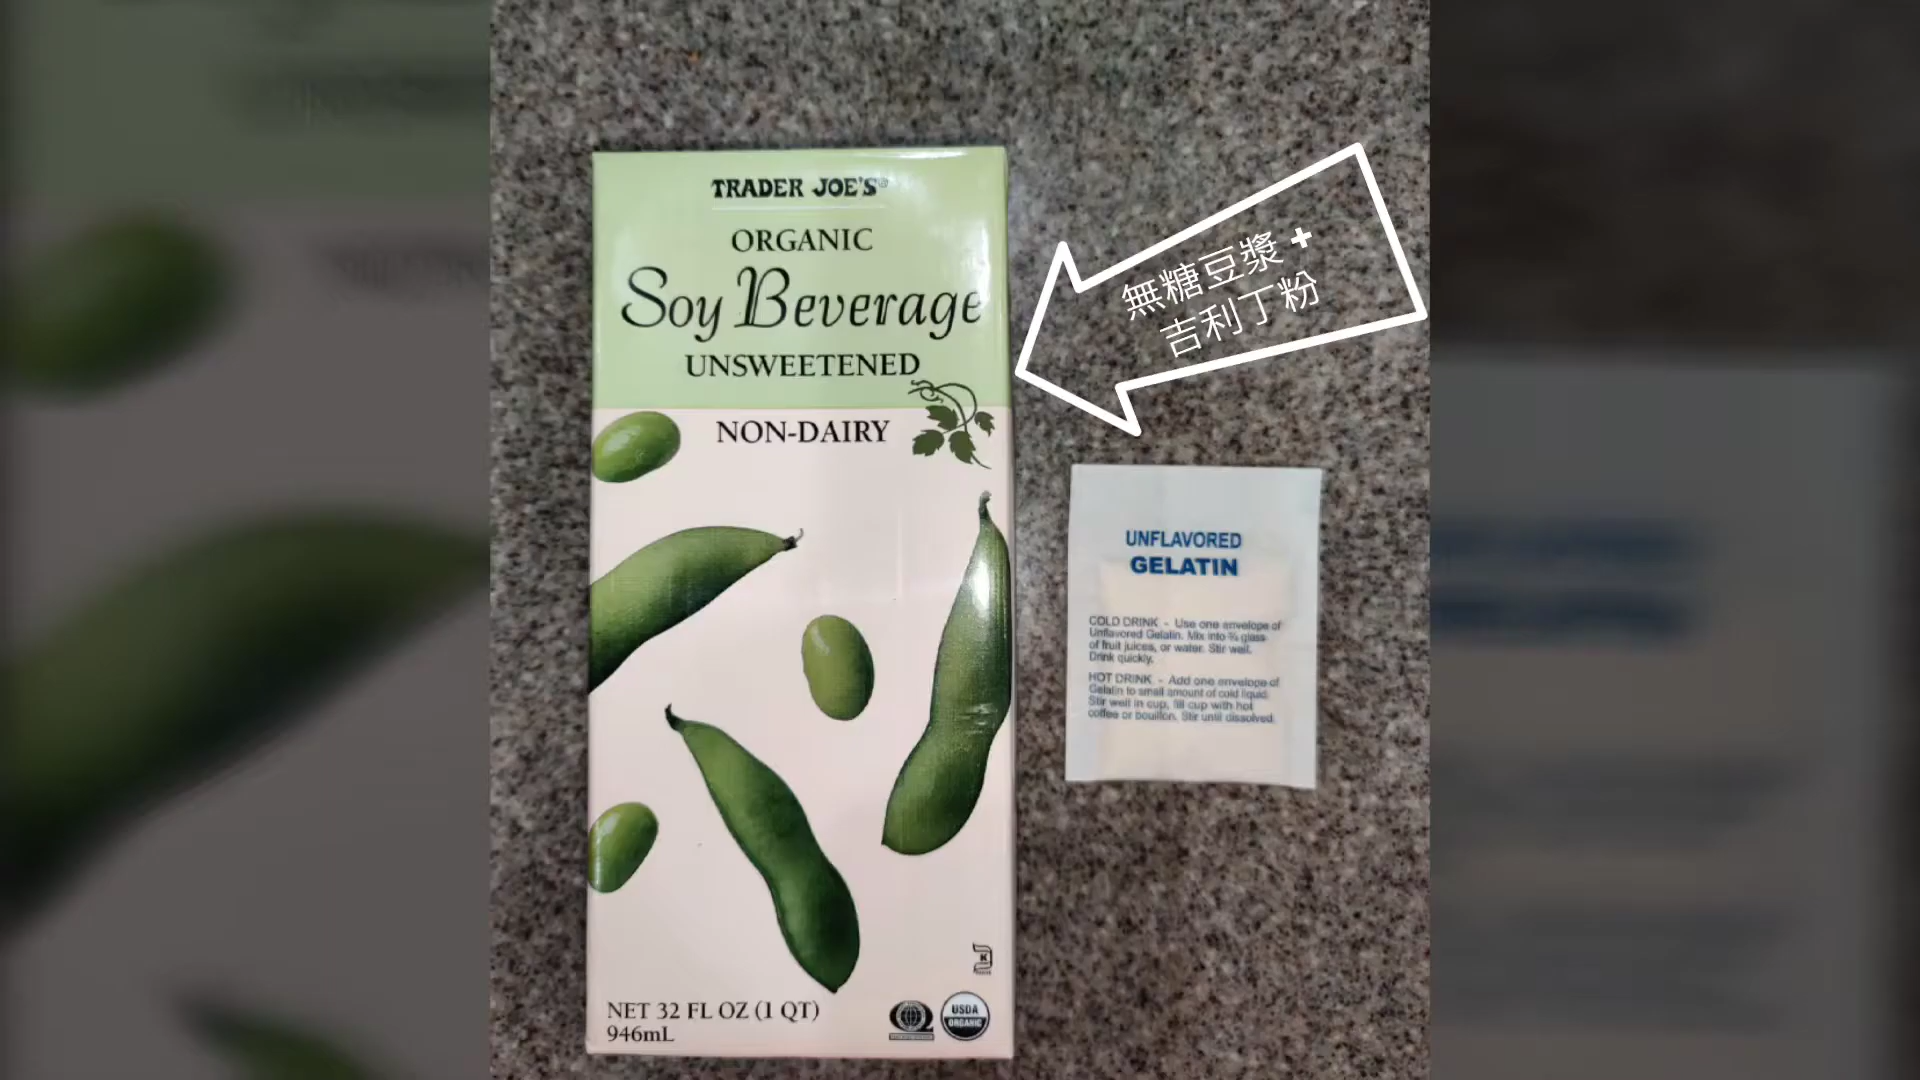 TRADER JOE'S®
ORGANIC
Soy Beverage
UNSWEETENED
NON-DAIRY
NET 32 FL OZ (1 QT)
946mL
K
USDA
ORGANIC
無糖豆漿 +
吉利丁粉
UNFLAVORED
GELATIN
COLD DRINK - Use one envelope of
Unflavored Gelatin. Mix into ¾ glass
of fruit juices, or water. Stir well.
Drink quickly.
HOT DRINK - Add one envelope of
Gelatin to small amount of cold liquid.
Stir well in cup, fill cup with hot
coffee or bouillon. Stir until dissolved.